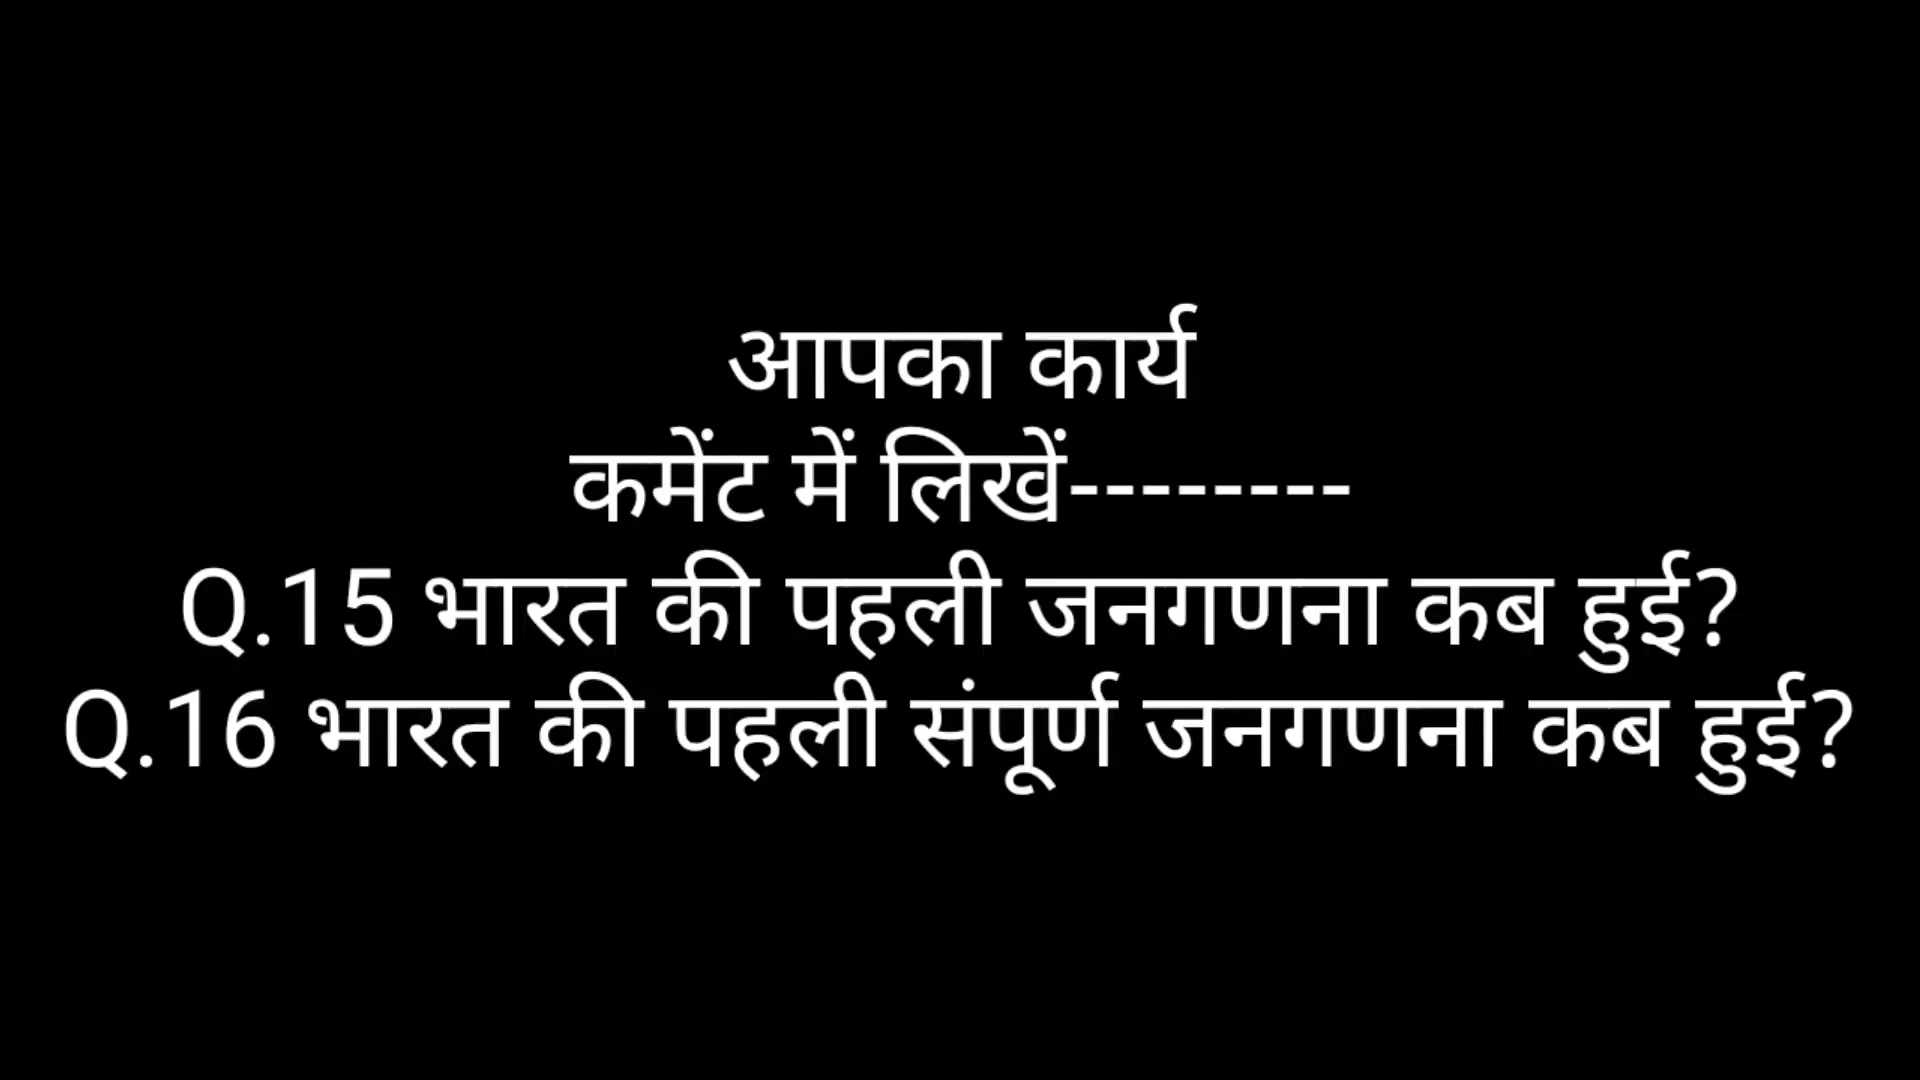 आपका कार्य
कमेंट में लिखें--------
Q.15 भारत की पहली जनगणना कब हुई?
Q.16 भारत की पहली संपूर्ण जनगणना कब हुई?